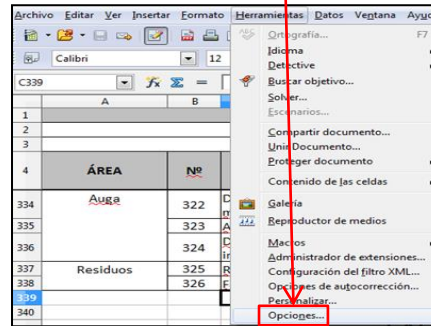 Archivo Editar Ver Insertar Formato Herramientas Datos Ventana
Calibri 12
C339
A B
1
2
3
4 ÁREA Nº
334 Auga 322
335 323
336 324
337 Residuos 325
338 326
339
340
Ortografía... F7
Idioma
Detective
Buscar objetivo...
Solver...
Escenarios...
Compartir documento...
Unir Documento...
Proteger documento
Contenido de las celdas
Galería
Reproductor de medios
Macros
Administrador de extensiones...
Configuración del filtro XML...
Opciones de autocorrección...
Personalizar...
Opciones...